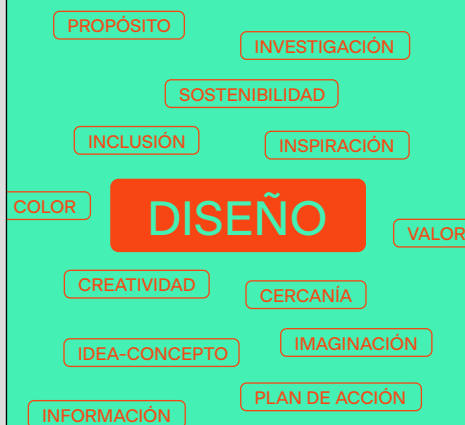 PROPÓSITO
INVESTIGACIÓN
SOSTENIBILIDAD
INCLUSIÓN
INSPIRACIÓN
COLOR
DISEÑO
VALOR
CREATIVIDAD
CERCANÍA
IMAGINACIÓN
IDEA-CONCEPTO
PLAN DE ACCIÓN
INFORMACIÓN